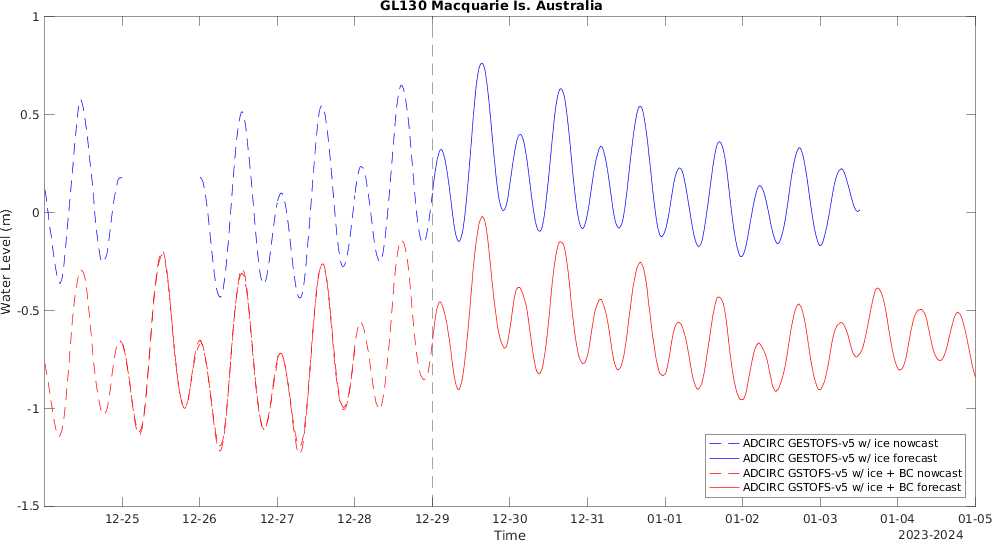 GL130 Macquarie Is. Australia
Water Level (m)
1
0.5
0
-0.5
-1
-1.5
ADCIRC GESTOFS-v5 w/ ice nowcast
ADCIRC GESTOFS-v5 w/ ice forecast
ADCIRC GSTOFS-v5 w/ ice + BC nowcast
ADCIRC GSTOFS-v5 w/ ice + BC forecast
12-25 12-26 12-27 12-28 12-29 12-30 12-31 01-01 01-02 01-03 01-04 01-05
Time
2023-2024